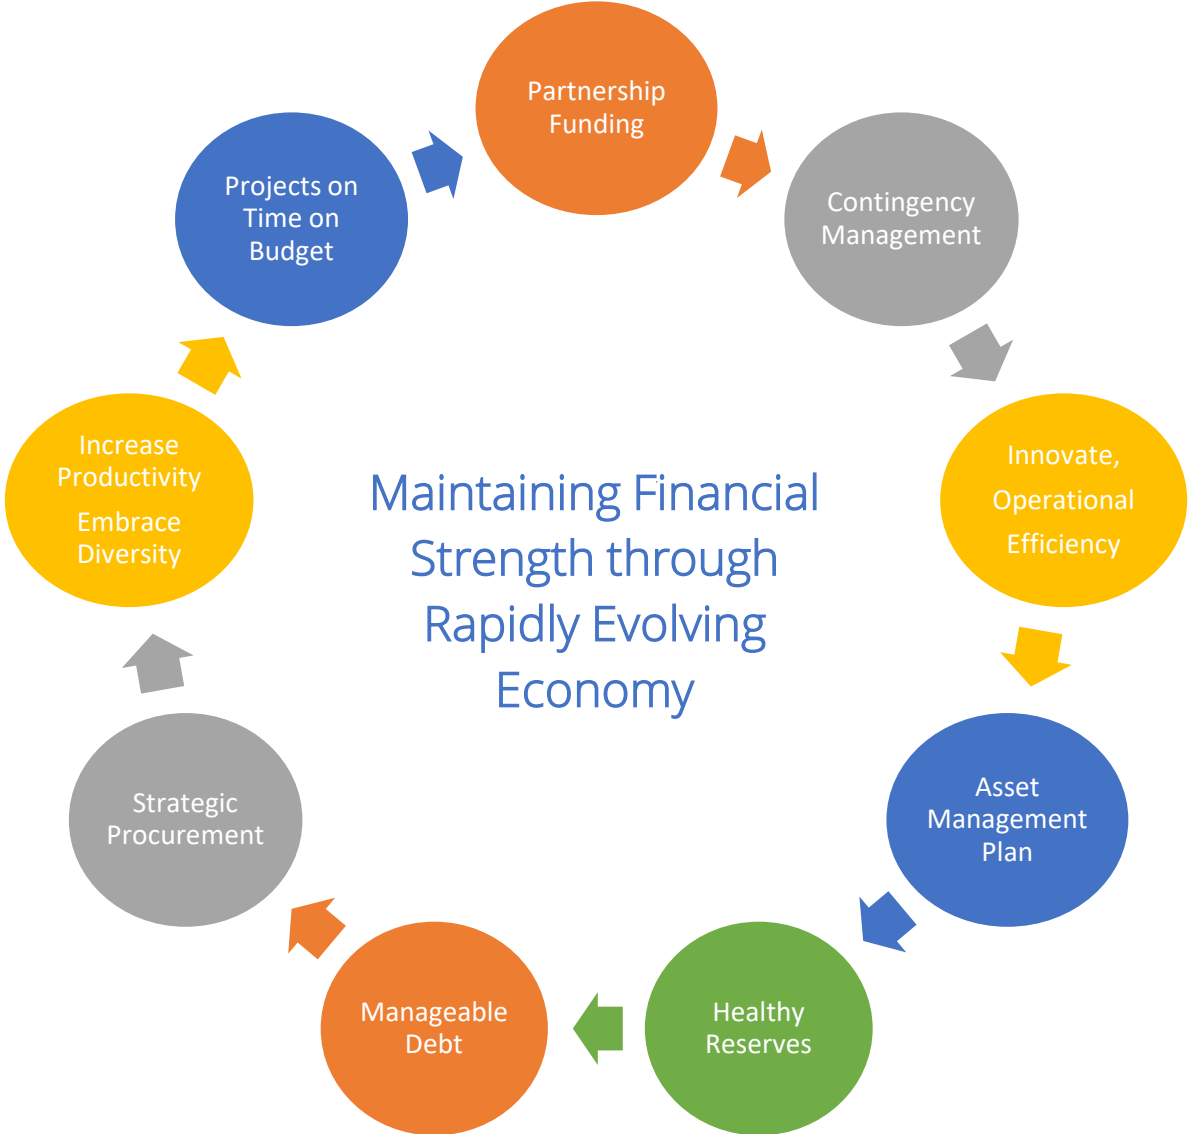 Partnership
Funding
Contingency
Management
Innovate,
Operational
Efficiency
Asset
Management
Plan
Healthy
Reserves
Manageable
Debt
Strategic
Procurement
Increase
Productivity
Embrace
Diversity
Projects on
Time on
Budget
Maintaining Financial
Strength through
Rapidly Evolving
Economy